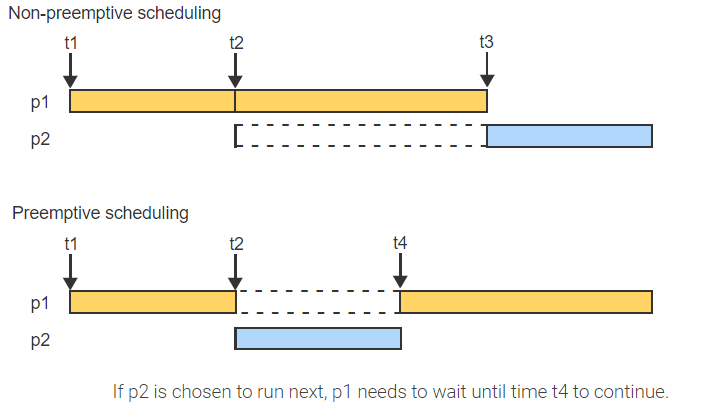 Non-preemptive scheduling
t1 t2 t3
p1
p2
Preemptive scheduling
t1 t2 t4
p1
p2
If p2 is chosen to run next, p1 needs to wait until time t4 to continue.